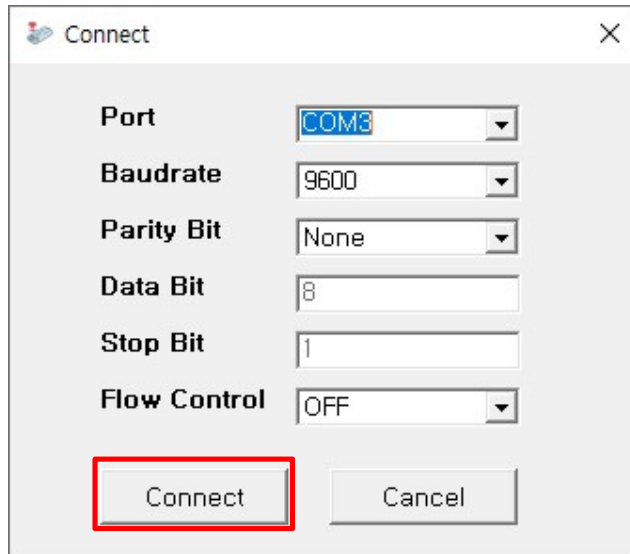 Connect
Port COM3
Baudrate 9600
Parity Bit None
Data Bit 8
Stop Bit 1
Flow Control OFF
Connect Cancel